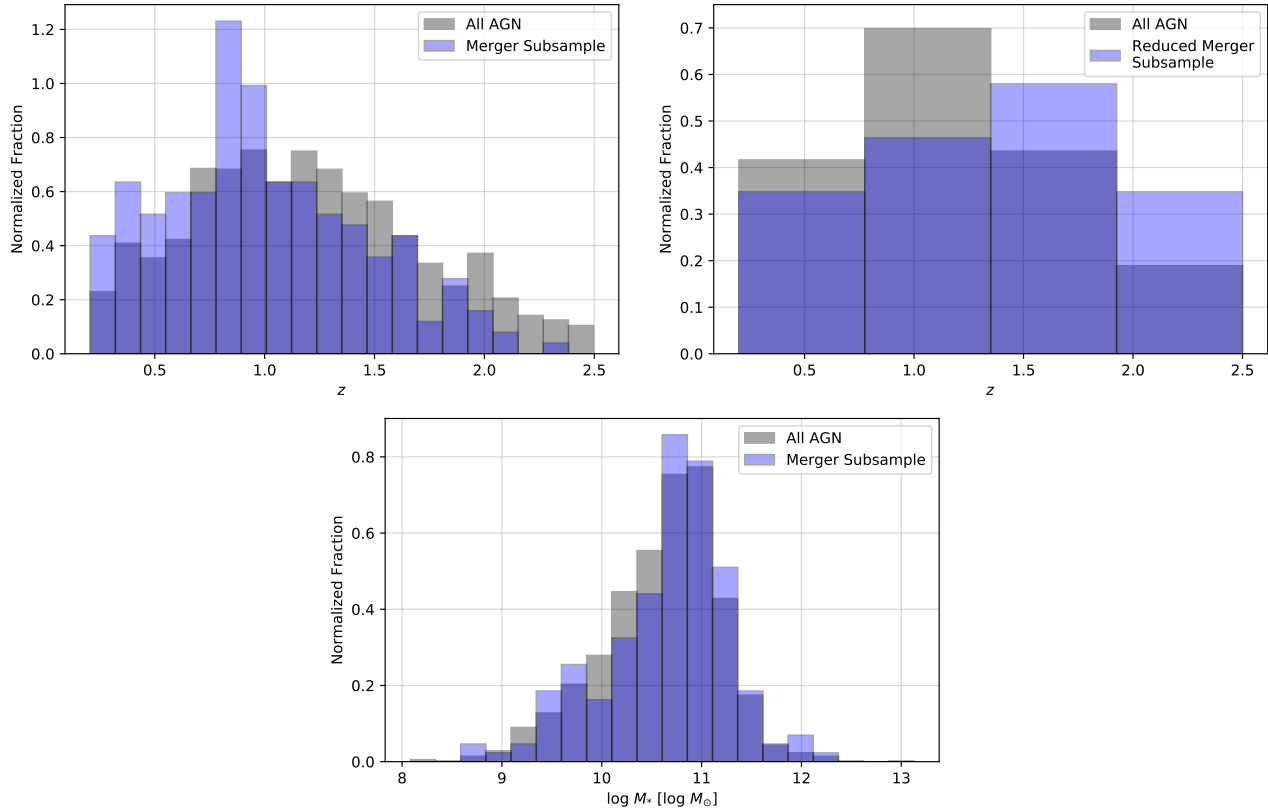 1.2
1.0
0.8
0.6
0.4
0.2
0.0
Normalized Fraction
All AGN
Merger Subsample
0.5
1.0
1.5
2.0
2.5
z
0.7
0.6
0.5
0.4
0.3
0.2
0.1
0.0
Normalized Fraction
All AGN
Reduced Merger
Subsample
0.5
1.0
1.5
2.0
2.5
z
0.8
0.6
0.4
0.2
0.0
Normalized Fraction
All AGN
Merger Subsample
8
9
10
11
12
13
log M* [log M⊙]